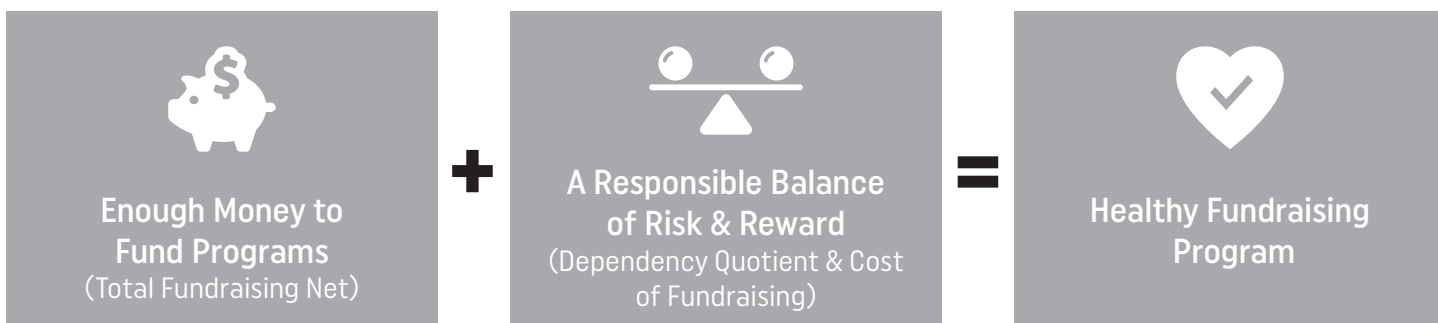 $
Enough Money to
Fund Programs
(Total Fundraising Net)
+
A Responsible Balance
of Risk & Reward
(Dependency Quotient & Cost
of Fundraising)
=
Healthy Fundraising
Program